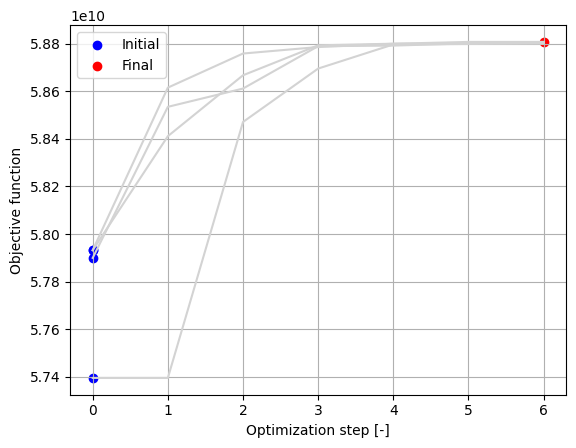 1e10
Initial
Final
5.88
5.86
5.84
5.82
5.80
5.78
5.76
5.74
Objective function
0 1 2 3 4 5 6
Optimization step [-]